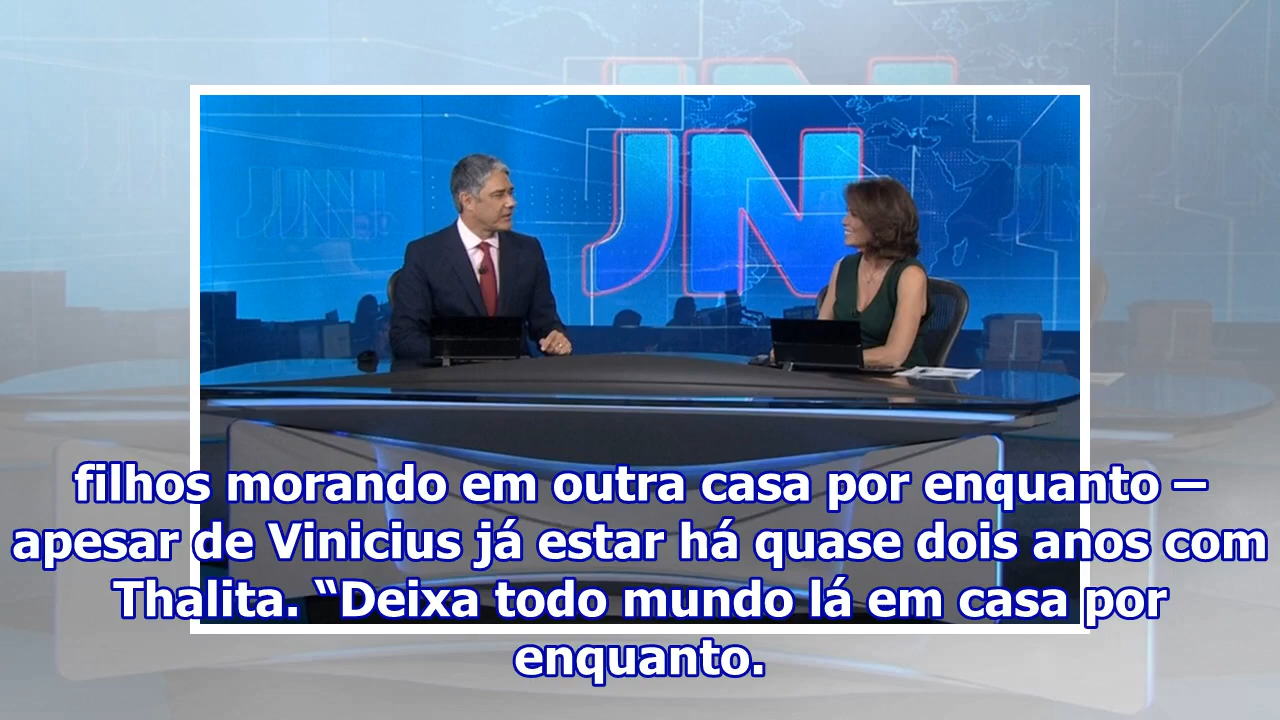 JN
filhos morando em outra casa por enquanto –
apesar de Vinicius já estar há quase dois anos com
Thalita. “Deixa todo mundo lá em casa por
enquanto.